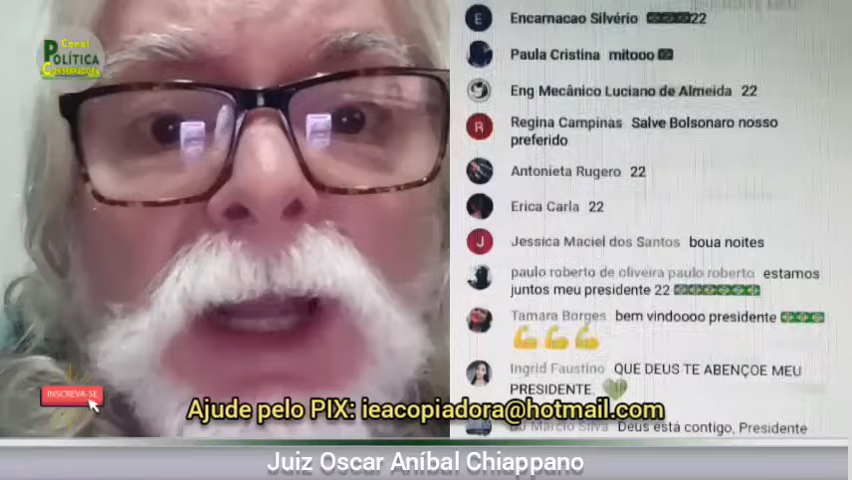 Canal
POLÍTICA
CONSERVADORA
E
Encarnacao Silvério 22
Paula Cristina mitooo
Eng Mecânico Luciano de Almeida 22
R
Regina Campinas Salve Bolsonaro nosso
preferido
Antonieta Rugero 22
Erica Carla 22
J
Jessica Maciel dos Santos boua noites
paulo roberto de oliveira paulo roberto estamos
juntos meu presidente 22
Tamara Borges bem vindoooo presidente
Ingrid Faustino QUE DEUS TE ABENÇOE MEU
PRESIDENTE.
Márcio Silva Deus está contigo, Presidente
INSCREVA-SE
Ajude pelo PIX: ieacopiadora@hotmail.com
Juiz Oscar Aníbal Chiappano